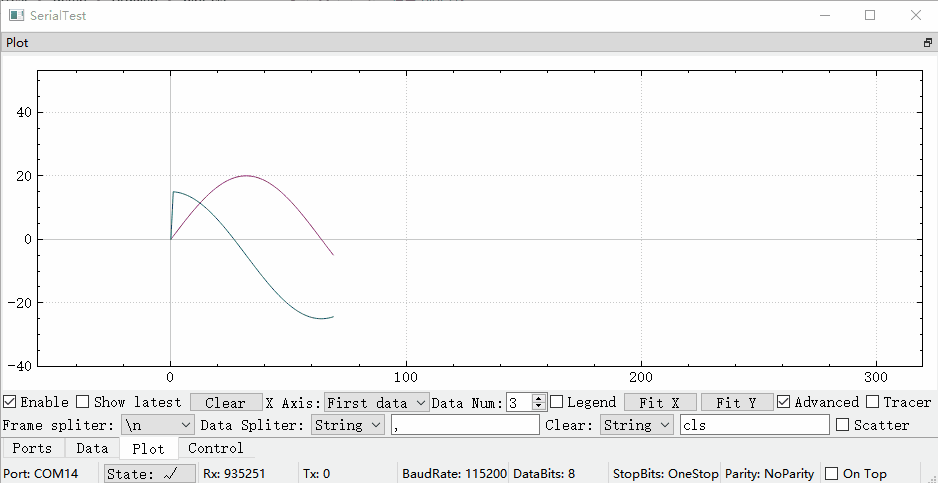 SerialTest
Plot
40
20
0
-20
-40
0 100 200 300
Enable Show latest Clear X Axis: First data Data Num: 3 Legend Fit X Fit Y Advanced Tracer
Frame spliter: \n Data Spliter: String , Clear: String cls Scatter
Ports Data Plot Control
Port: COM14 State: ✓ Rx: 935251 Tx: 0 BaudRate: 115200 DataBits: 8 StopBits: OneStop Parity: NoParity On Top